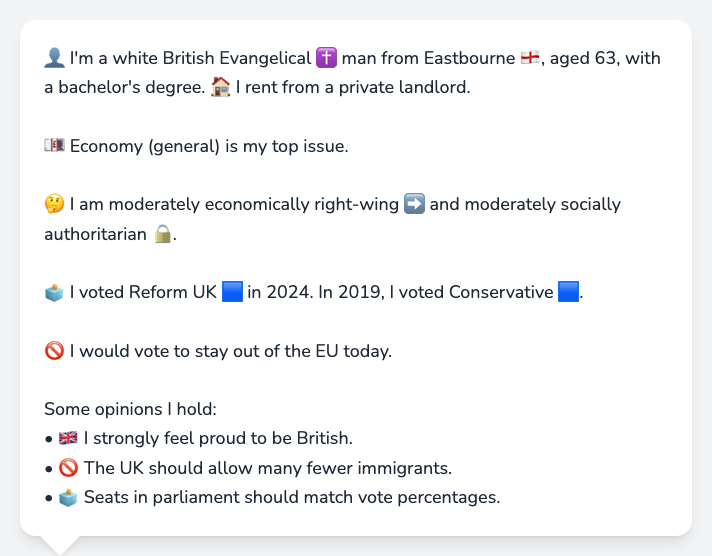 👤 I'm a white British Evangelical ✝️ man from Eastbourne 🏴󠁧󠁢󠁥󠁮󠁧󠁿, aged 63, with
a bachelor's degree. 🏠 I rent from a private landlord.
💷 Economy (general) is my top issue.
🤔 I am moderately economically right-wing ➡️ and moderately socially
authoritarian 🔒.
🗳️ I voted Reform UK 🟦 in 2024. In 2019, I voted Conservative 🟦.
🚫 I would vote to stay out of the EU today.
Some opinions I hold:
• 🇬🇧 I strongly feel proud to be British.
• 🚫 The UK should allow many fewer immigrants.
• 🗳️ Seats in parliament should match vote percentages.